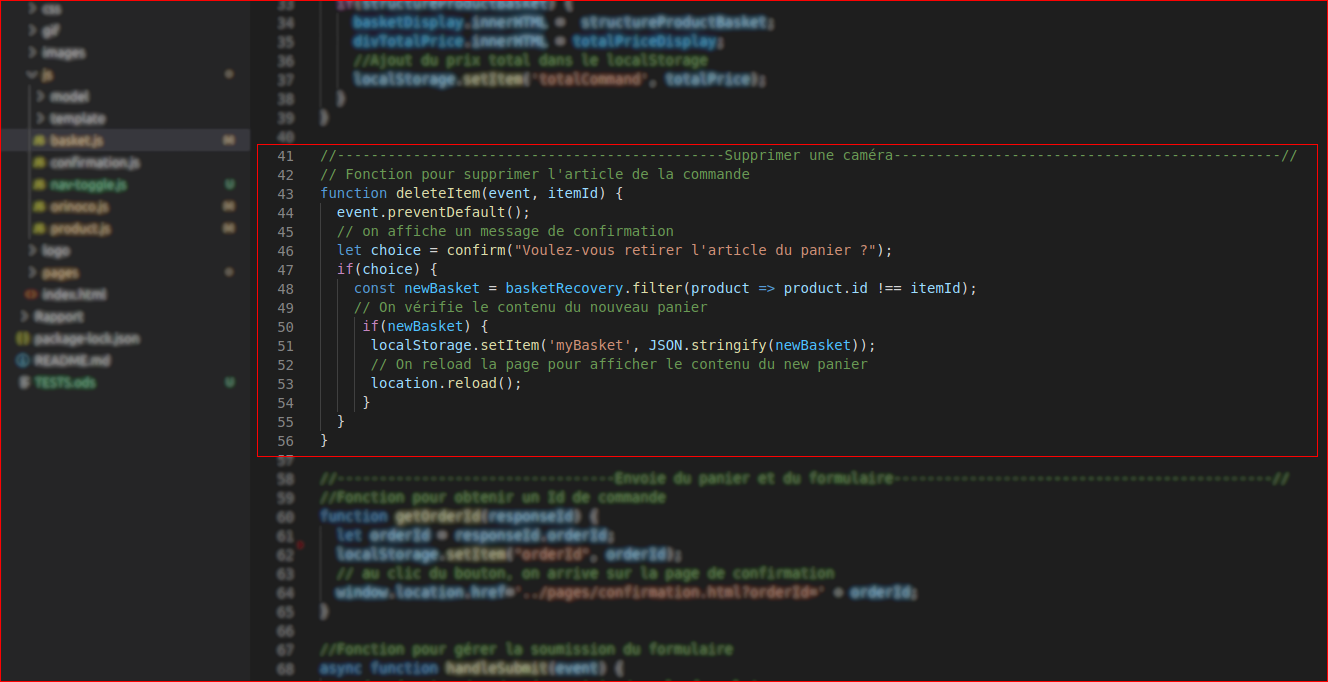 css
gif
images
js
model
template
basket.js M
confirmation.js
nav-toggle.js U
orinoco.js M
product.js M
logo
pages
index.html
Rapport
package-lock.json
README.md
TESTS.ods U
33 if(structureProductBasket) {
34 basketDisplay.innerHTML = structureProductBasket;
35 divTotalPrice.innerHTML = totalPriceDisplay;
36 //Ajout du prix total dans le localStorage
37 localStorage.setItem('totalCommand', totalPrice);
38 }
39 }
40
41 //----------------------------------------------Supprimer une caméra----------------------------------------------//
42 // Fonction pour supprimer l'article de la commande
43 function deleteItem(event, itemId) {
44 event.preventDefault();
45 // on affiche un message de confirmation
46 let choice = confirm("Voulez-vous retirer l'article du panier ?");
47 if(choice) {
48 const newBasket = basketRecovery.filter(product => product.id !== itemId);
49 // On vérifie le contenu du nouveau panier
50 if(newBasket) {
51 localStorage.setItem('myBasket', JSON.stringify(newBasket));
52 // On reload la page pour afficher le contenu du new panier
53 location.reload();
54 }
55 }
56 }
57
58 //---------------------------------Envoie du panier et du formulaire---------------------------------------------//
59 //Fonction pour obtenir un Id de commande
60 function getOrderId(responseId) {
61 let orderId = responseId.orderId;
62 localStorage.setItem("orderId", orderId);
63 // au clic du bouton, on arrive sur la page de confirmation
64 window.location.href='../pages/confirmation.html?orderId=' + orderId;
65 }
66
67 //Fonction pour gérer la soumission du formulaire
68 async function handleSubmit(event) {